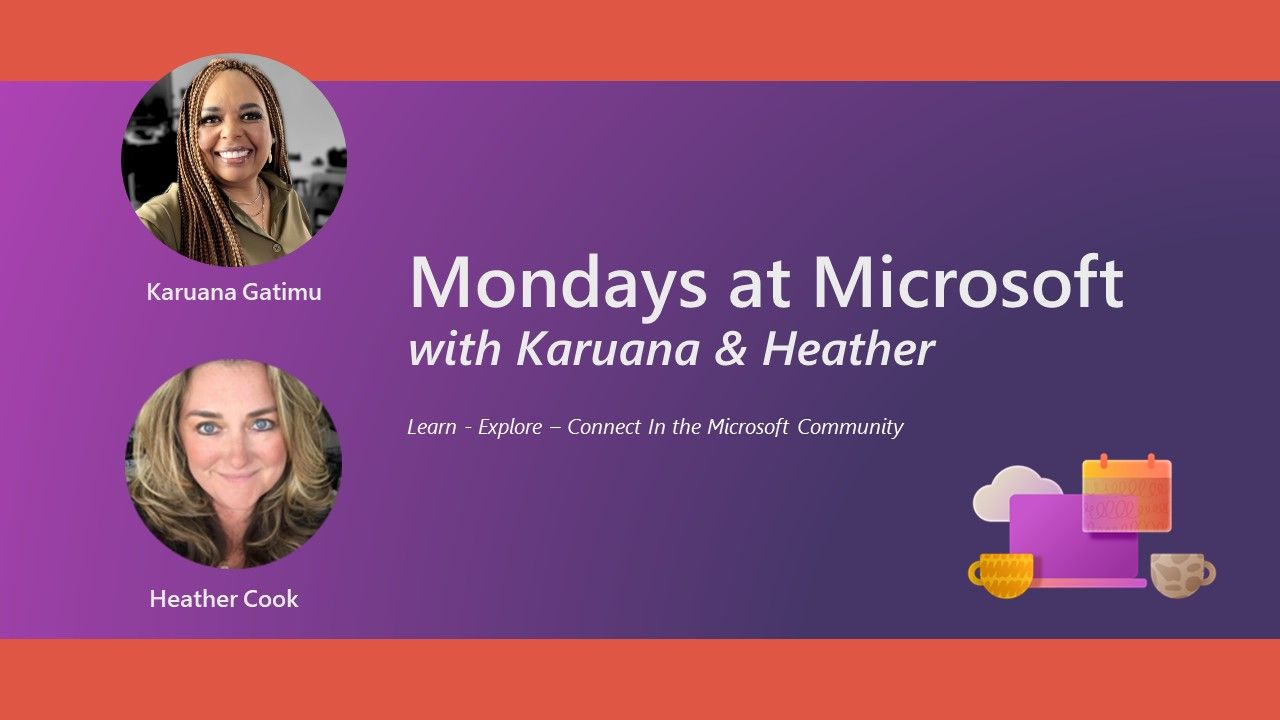 Karuana Gatimu
Mondays at Microsoft
with Karuana & Heather
Learn - Explore – Connect In the Microsoft Community
Heather Cook